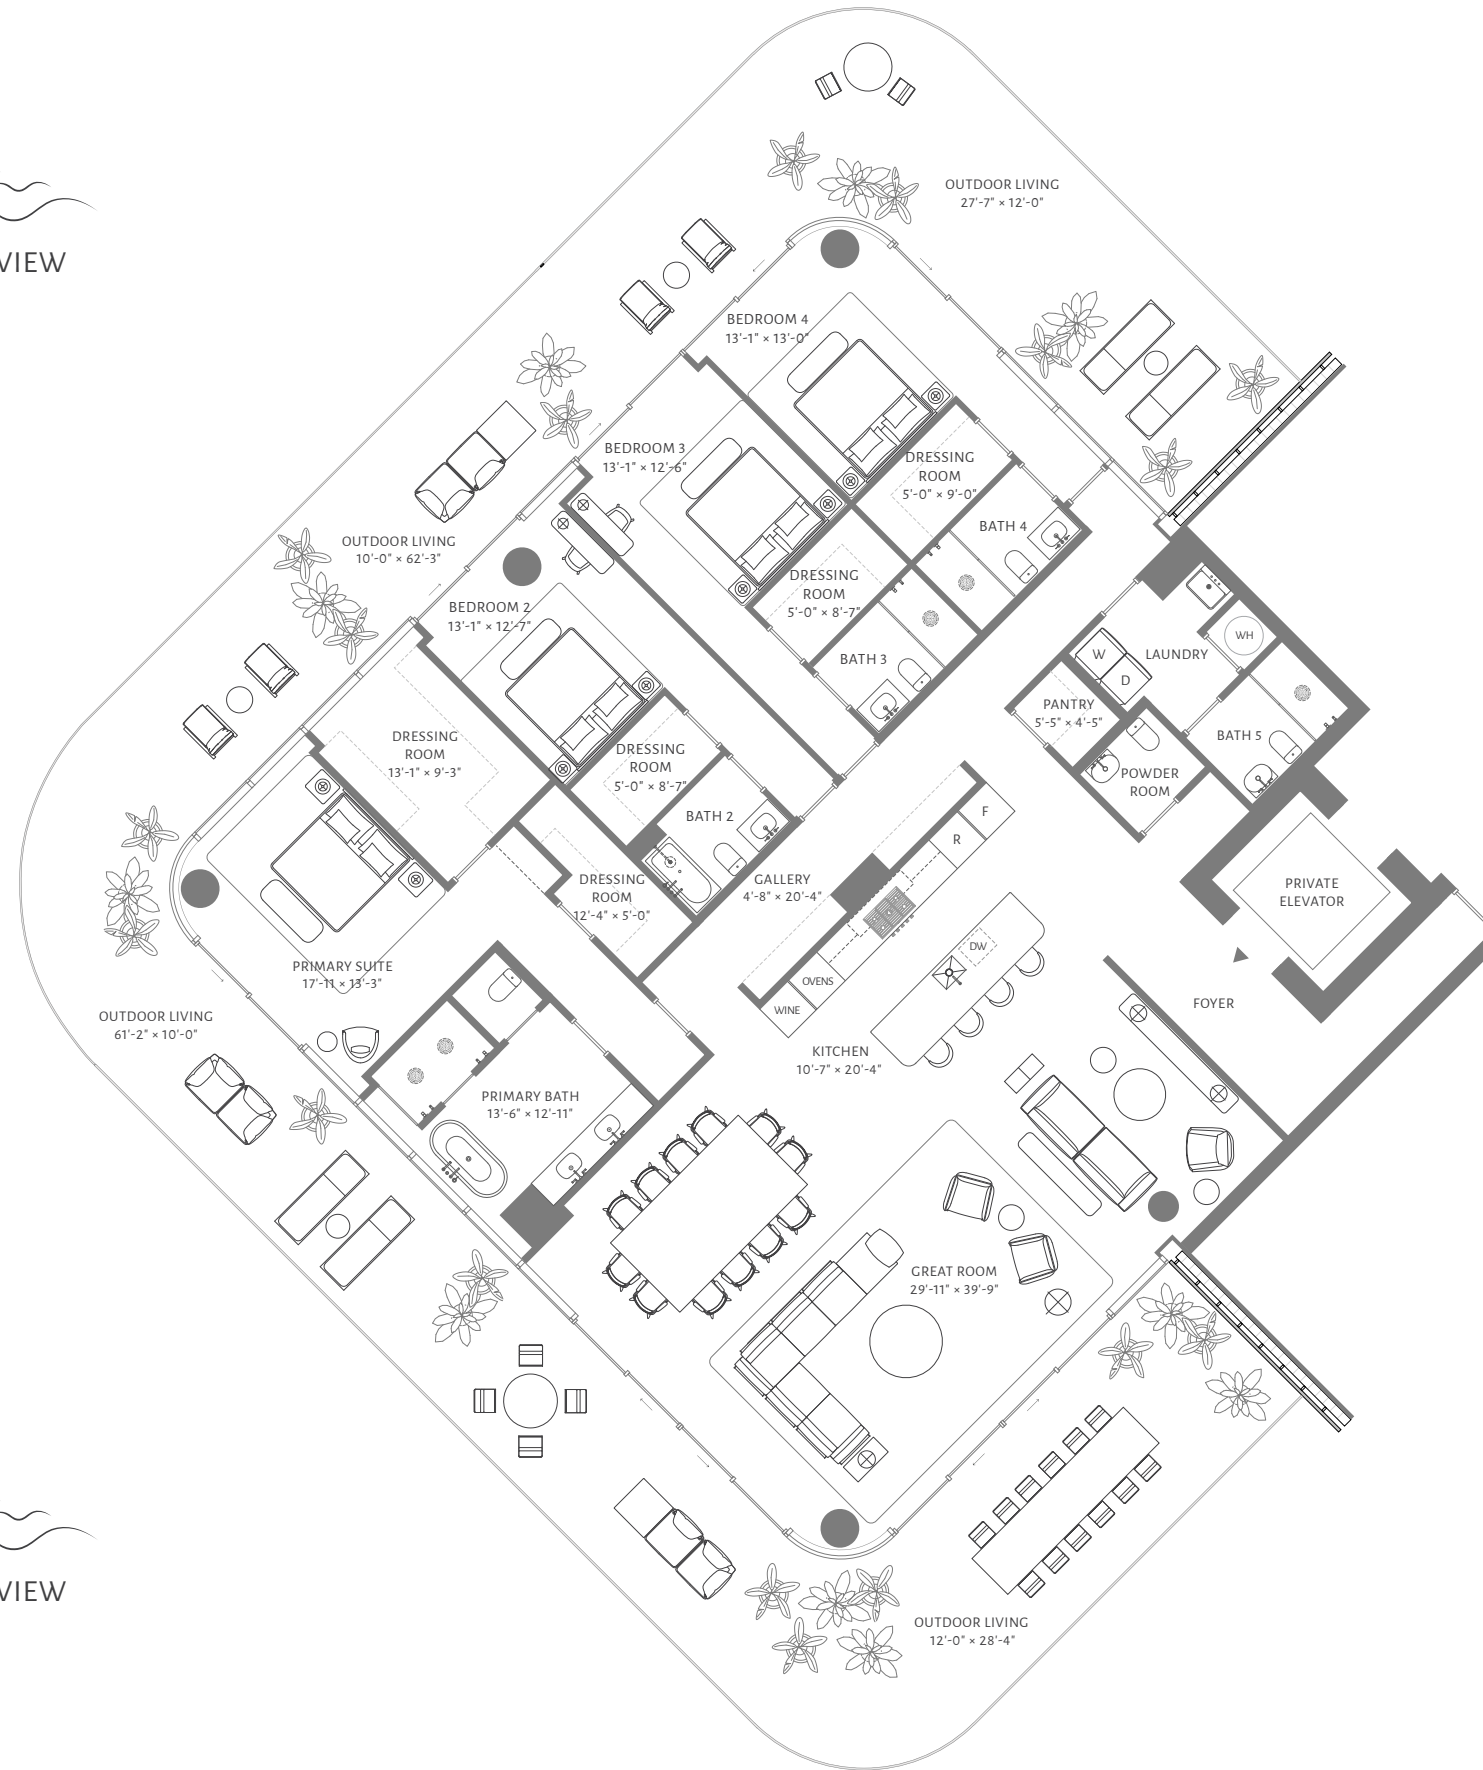 OUTDOOR LIVING
27'-7" × 12'-0"
VIEW
BEDROOM 4
13'-1" × 13'-0"
BEDROOM 3
13'-1" × 12'-6"
DRESSING
ROOM
5'-0" × 9'-0"
BATH 4
OUTDOOR LIVING
10'-0" × 62'-3"
DRESSING
ROOM
5'-0" × 8'-7"
BEDROOM 2
13'-1" × 12'-7"
BATH 3
WH
W
D
LAUNDRY
PANTRY
5'-5" × 4'-5"
BATH 5
DRESSING
ROOM
13'-1" × 9'-3"
DRESSING
ROOM
5'-0" × 8'-7"
POWDER
ROOM
BATH 2
F
R
DRESSING
ROOM
12'-4" × 5'-0"
GALLERY
4'-8" × 20'-4"
PRIVATE
ELEVATOR
DW
PRIMARY SUITE
17'-11 × 13'-3"
OVENS
WINE
FOYER
OUTDOOR LIVING
61'-2" × 10'-0"
KITCHEN
10'-7" × 20'-4"
PRIMARY BATH
13'-6" × 12'-11"
GREAT ROOM
29'-11" × 39'-9"
VIEW
OUTDOOR LIVING
12'-0" × 28'-4"